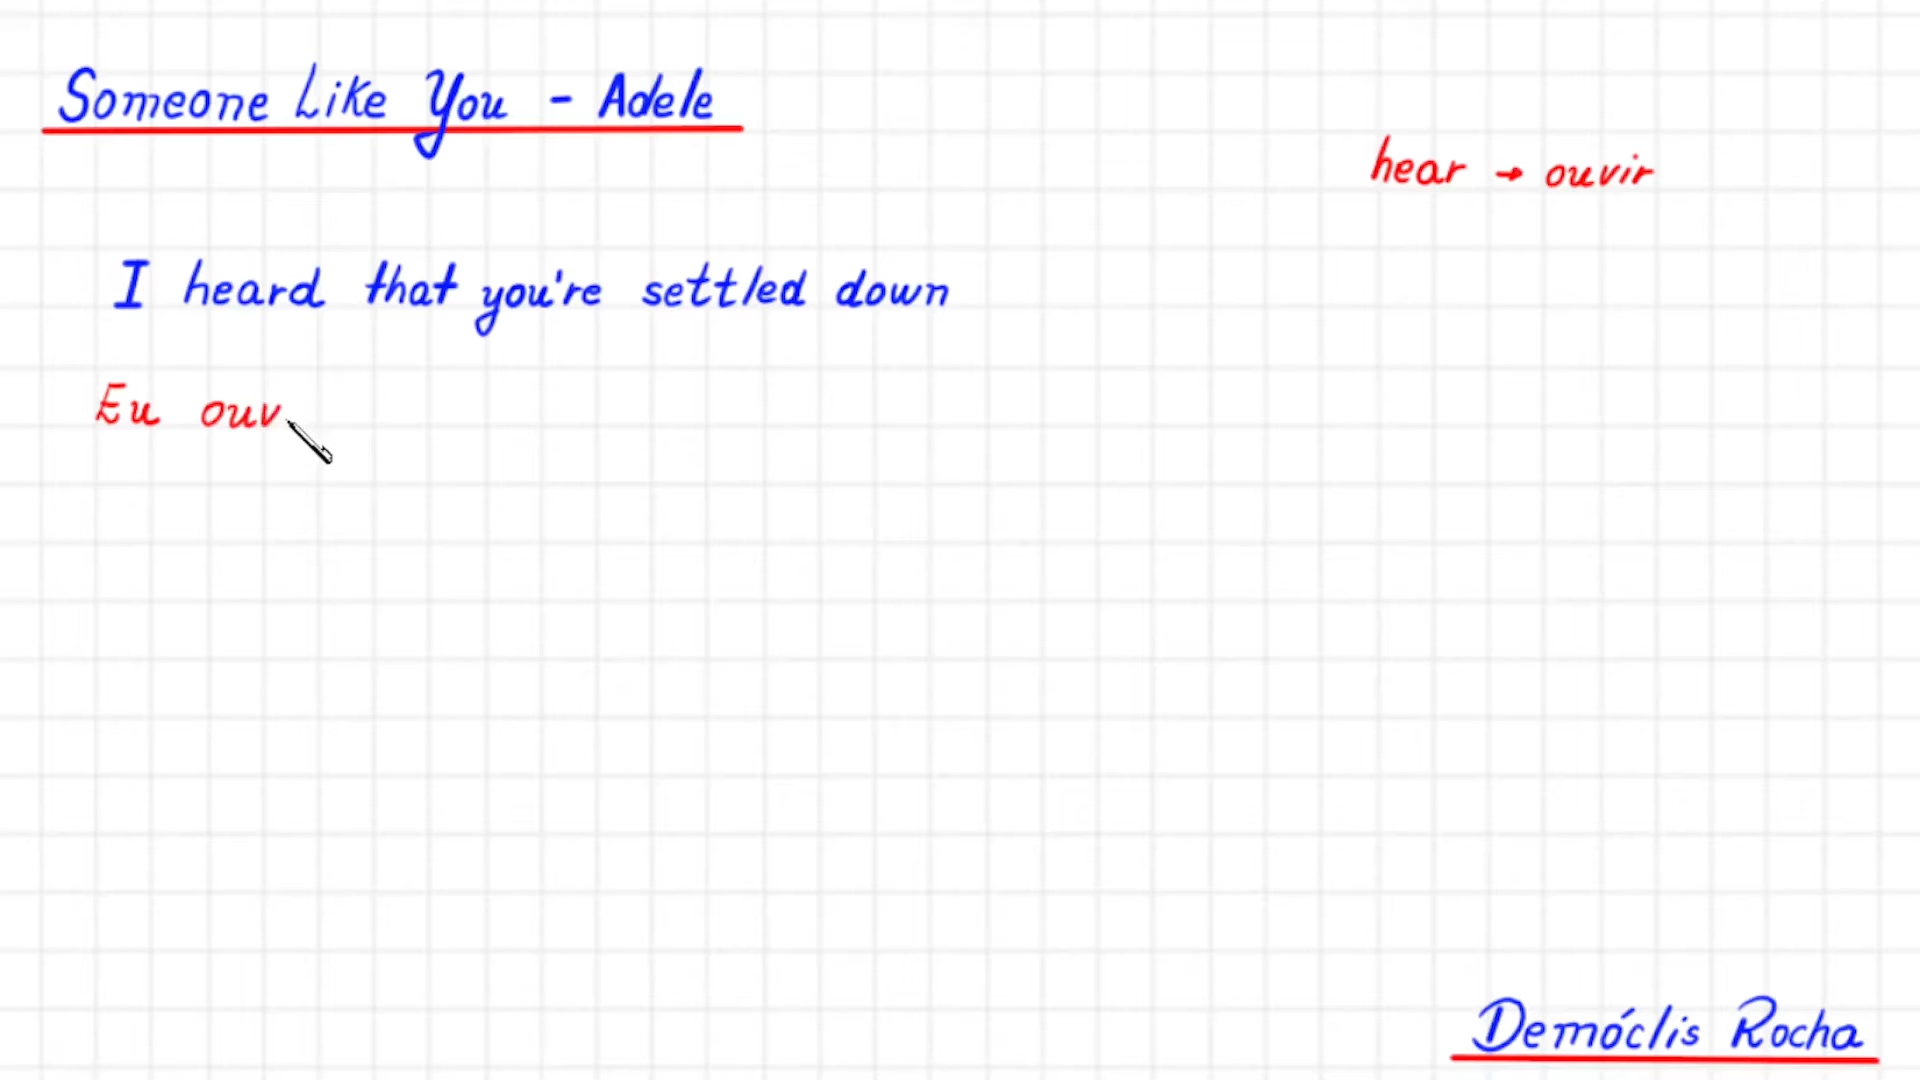 Someone Like You - Adele
hear → ouvir
I heard that you're settled down
Eu ouv
Demóclis Rocha